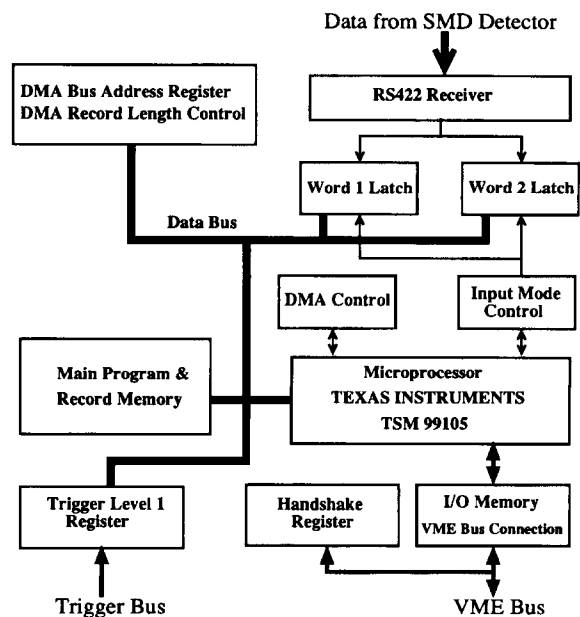 Data from SMD Detector
DMA Bus Address Register
DMA Record Length Control
RS422 Receiver
Word 1 Latch
Word 2 Latch
Data Bus
DMA Control
Input Mode
Control
Main Program &
Record Memory
Microprocessor
TEXAS INSTRUMENTS
TSM 99105
Trigger Level 1
Register
Handshake
Register
I/O Memory
VME Bus Connection
Trigger Bus
VME Bus